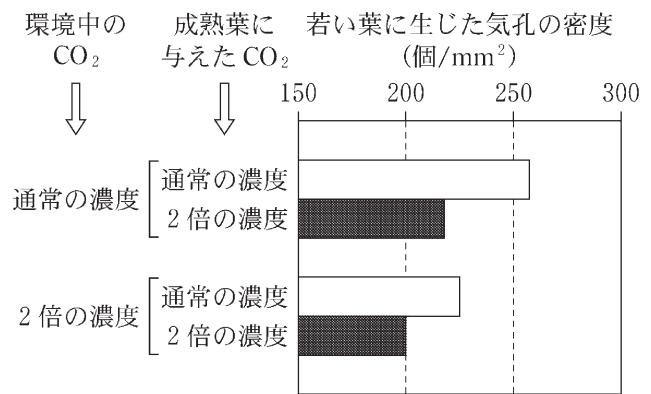 環境中の
CO₂
成熟葉に
与えた CO₂
若い葉に生じた気孔の密度
(個/mm²)
150 200 250 300
通常の濃度
通常の濃度
2 倍の濃度
2 倍の濃度
通常の濃度
2 倍の濃度